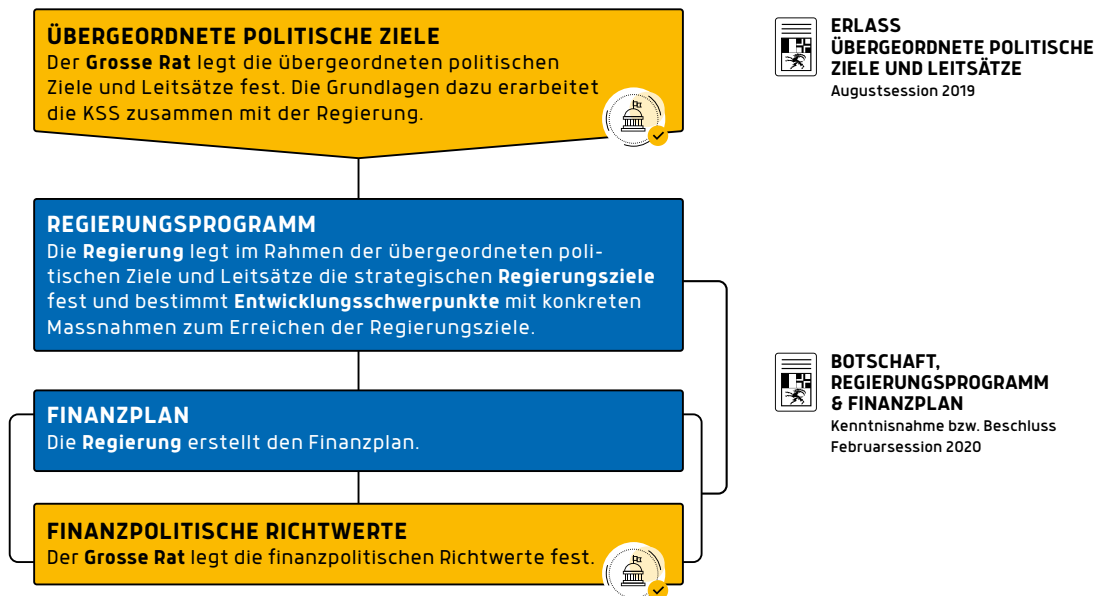 ÜBERGEORDNETE POLITISCHE ZIELE
Der Grosse Rat legt die übergeordneten politischen
Ziele und Leitsätze fest. Die Grundlagen dazu erarbeitet
die KSS zusammen mit der Regierung.
ERLASS
ÜBERGEORDNETE POLITISCHE
ZIELE UND LEITSÄTZE
Augustsession 2019
REGIERUNGSPROGRAMM
Die Regierung legt im Rahmen der übergeordneten poli-
tischen Ziele und Leitsätze die strategischen Regierungsziele
fest und bestimmt Entwicklungsschwerpunkte mit konkreten
Massnahmen zum Erreichen der Regierungsziele.
BOTSCHAFT,
REGIERUNGSPROGRAMM
& FINANZPLAN
Kenntnisnahme bzw. Beschluss
Februarsession 2020
FINANZPLAN
Die Regierung erstellt den Finanzplan.
FINANZPOLITISCHE RICHTWERTE
Der Grosse Rat legt die finanzpolitischen Richtwerte fest.